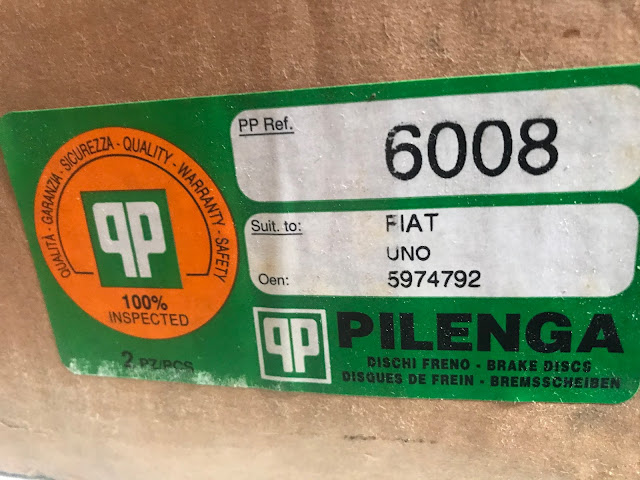 PP Ref.
6008
QUALITÀ - GARANZIA - SICUREZZA - QUALITY - WARRANTY - SAFETY
PP
100%
INSPECTED
2 PZ/PCS
Suit. to: FIAT
UNO
Oen: 5974792
PP PILENGA
DISCHI FRENO - BRAKE DISCS
DISQUES DE FREIN - BREMSSCHEIBEN